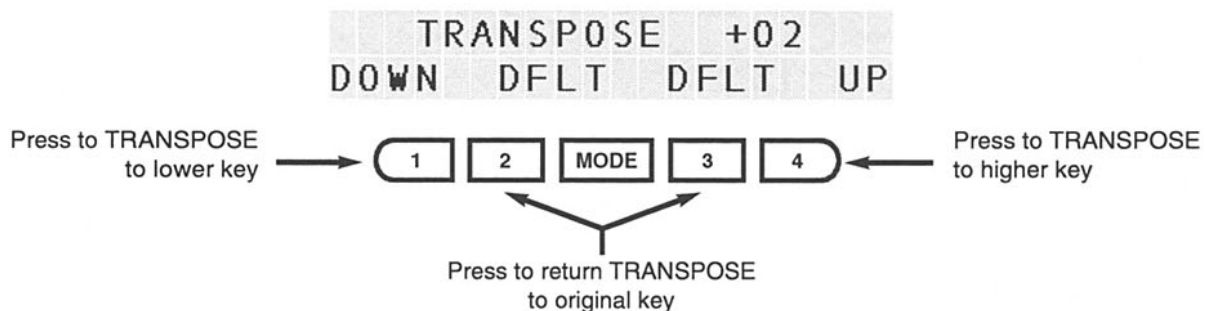 TRANSPOSE +02
DOWN DFLT DFLT UP
Press to TRANSPOSE
to lower key
1 2 MODE 3 4
Press to TRANSPOSE
to higher key
Press to return TRANSPOSE
to original key